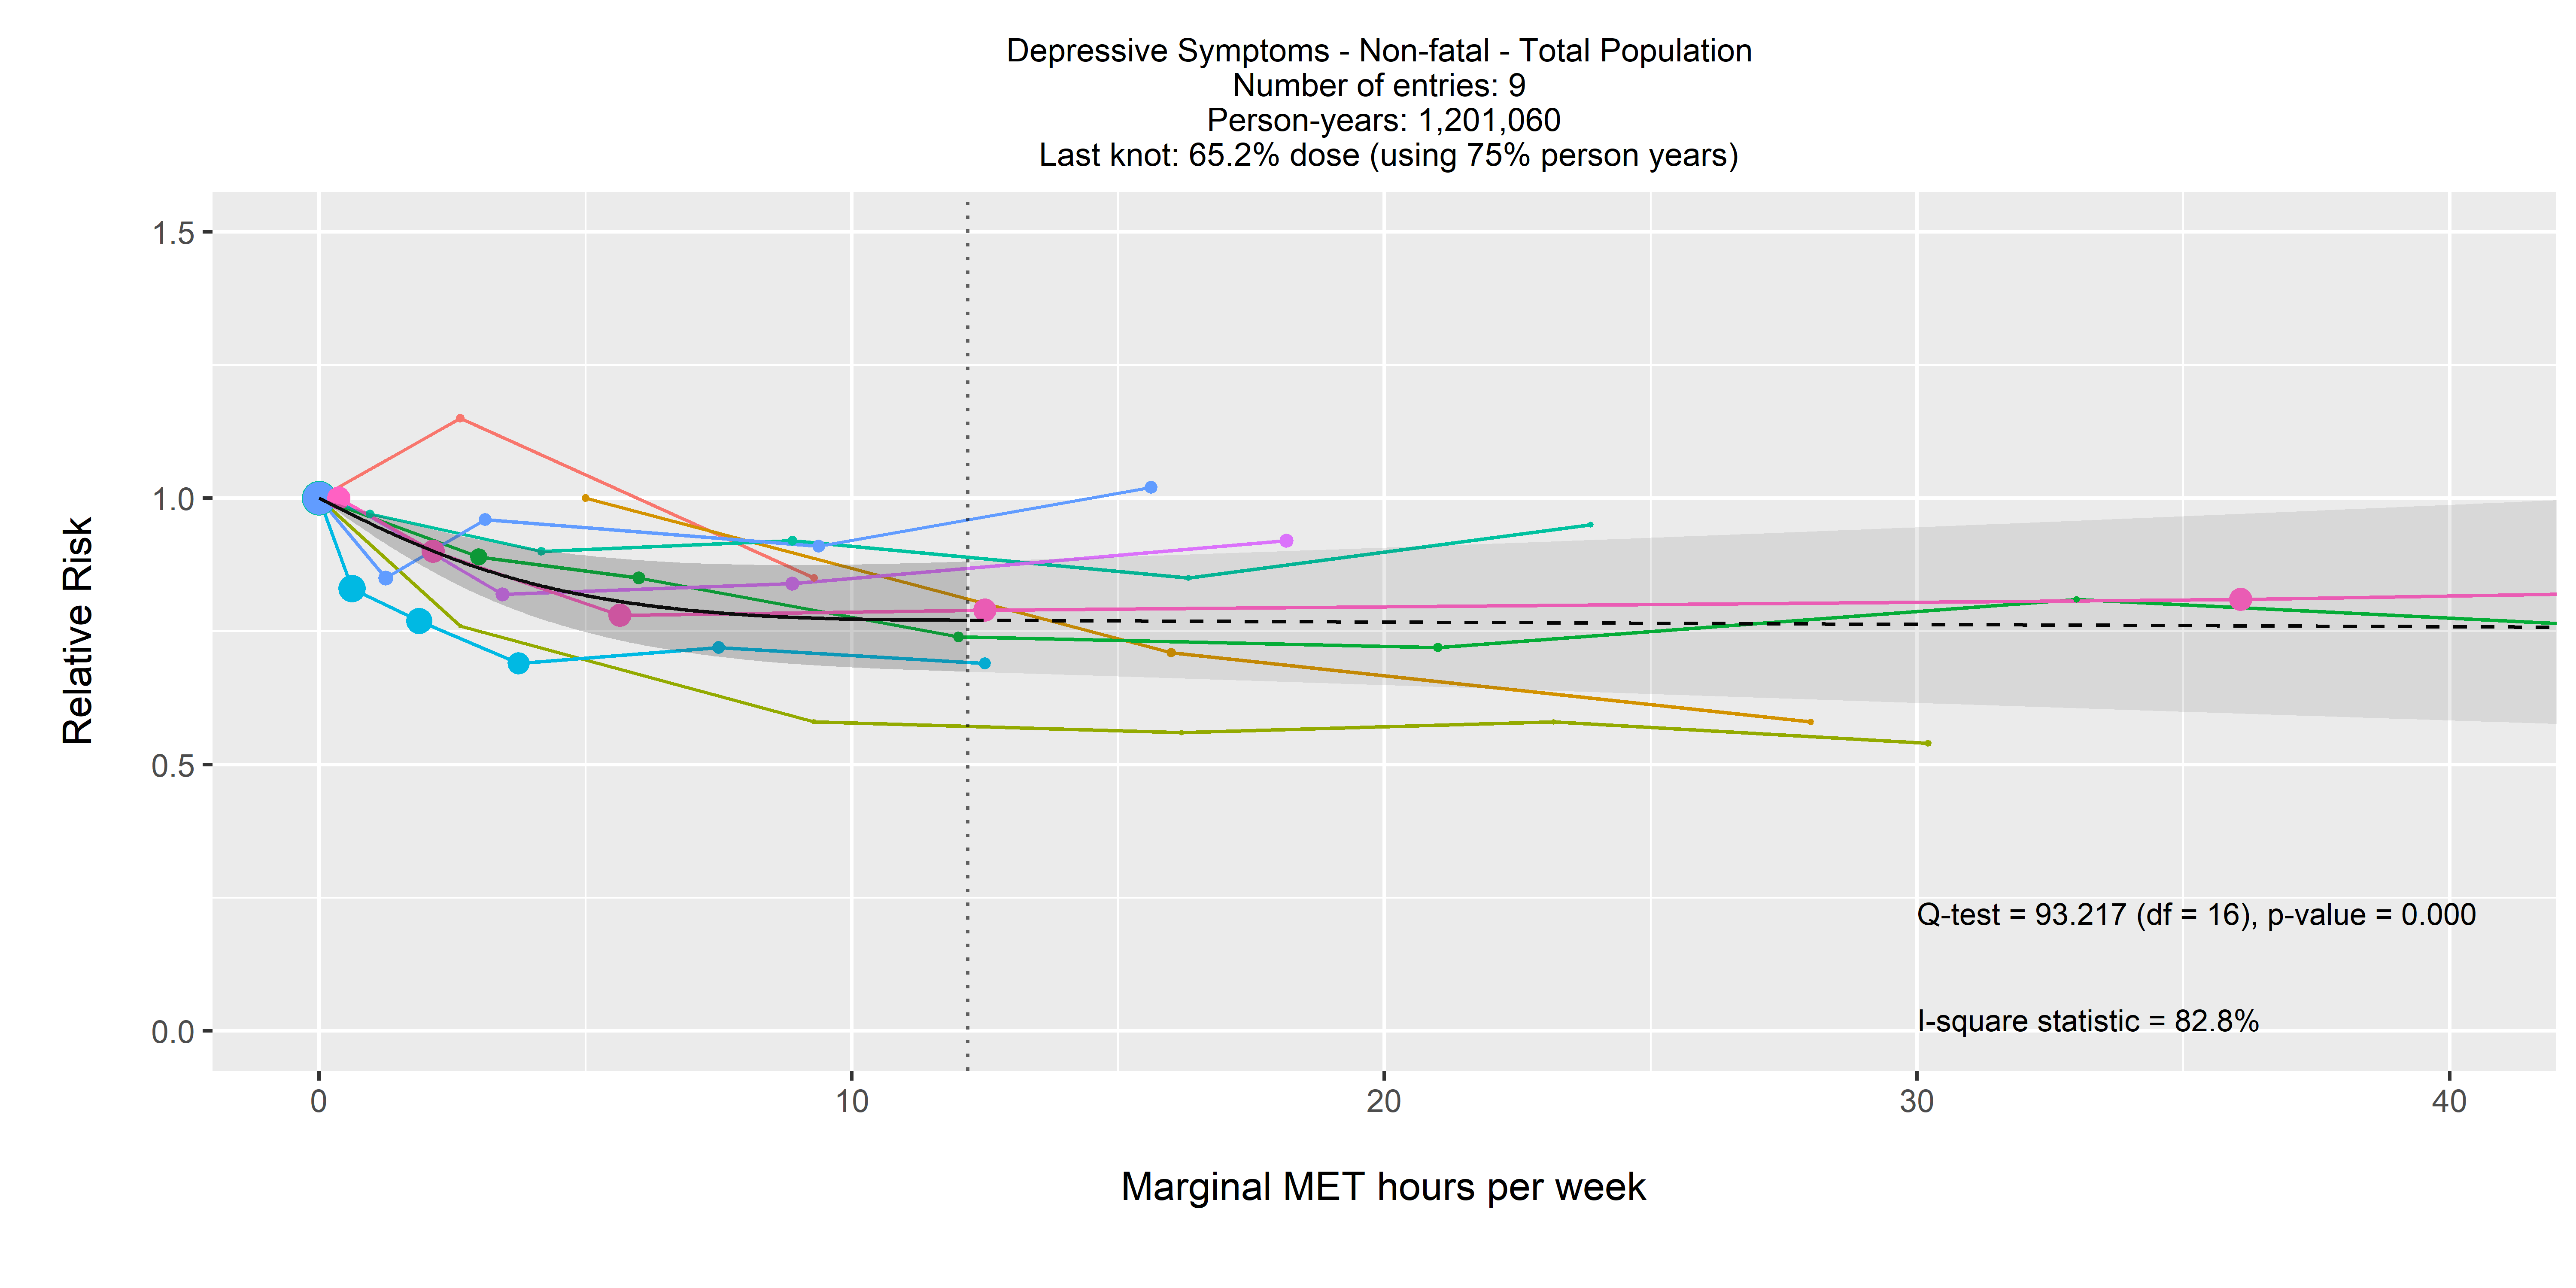 Depressive Symptoms - Non-fatal - Total Population
Number of entries: 9
Person-years: 1,201,060
Last knot: 65.2% dose (using 75% person years)
1.5
1.0
0.5
0.0
Relative Risk
Q-test = 93.217 (df = 16), p-value = 0.000
I-square statistic = 82.8%
0 10 20 30 40
Marginal MET hours per week